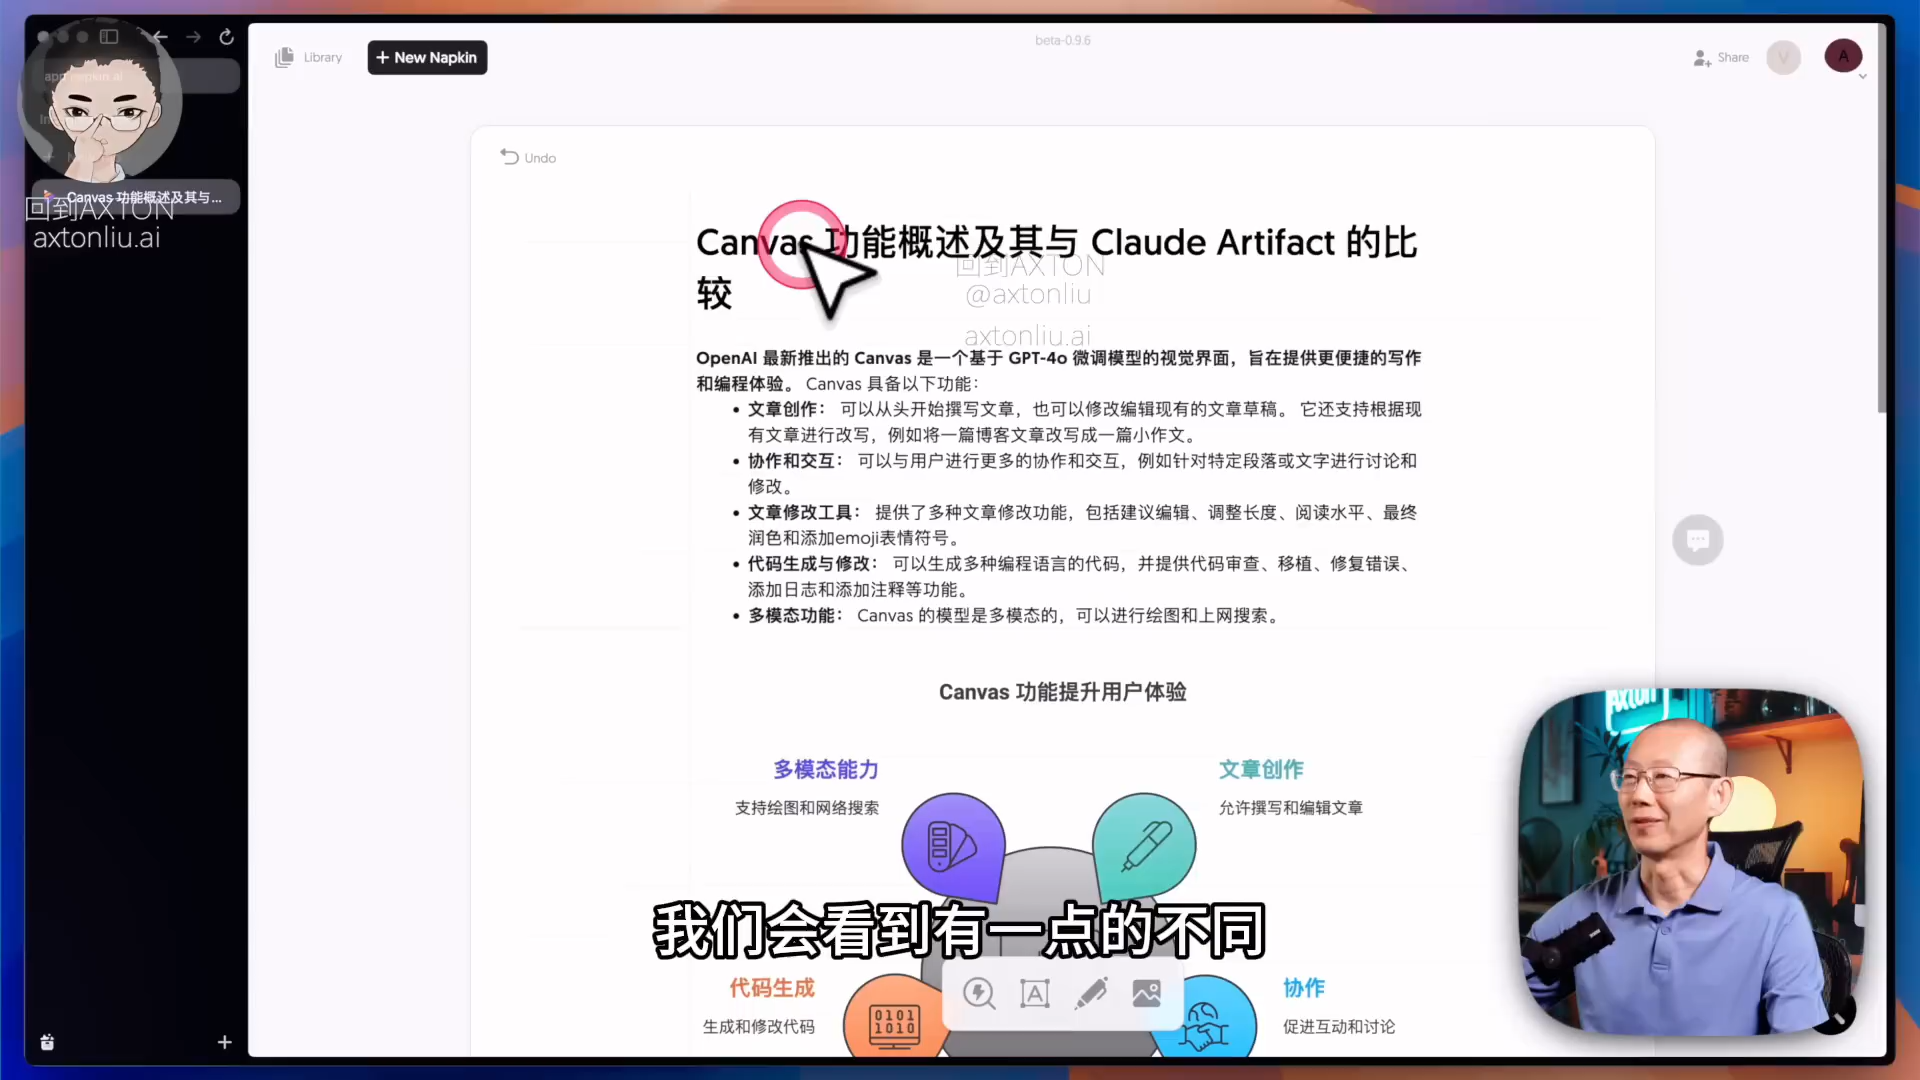 Library
+ New Napkin
beta-0.9.6
Share
V
A
app.napkin.ai
Canvas 功能概述及其与...
回到AXTON
axtonliu.ai
Undo
Canvas 功能概述及其与 Claude Artifact 的比
较
回到AXTON
@axtonliu
axtonliu.ai
OpenAI 最新推出的 Canvas 是一个基于 GPT-4o 微调模型的视觉界面，旨在提供更便捷的写作
和编程体验。 Canvas 具备以下功能：
• 文章创作： 可以从头开始撰写文章，也可以修改编辑现有的文章草稿。 它还支持根据现
有文章进行改写，例如将一篇博客文章改写成一篇小作文。
• 协作和交互： 可以与用户进行更多的协作和交互，例如针对特定段落或文字进行讨论和
修改。
• 文章修改工具： 提供了多种文章修改功能，包括建议编辑、调整长度、阅读水平、最终
润色和添加emoji表情符号。
• 代码生成与修改： 可以生成多种编程语言的代码，并提供代码审查、移植、修复错误、
添加日志和添加注释等功能。
• 多模态功能： Canvas 的模型是多模态的，可以进行绘图和上网搜索。
Canvas 功能提升用户体验
多模态能力
支持绘图和网络搜索
文章创作
允许撰写和编辑文章
我们会看到有一点的不同
代码生成
生成和修改代码
0101
1010
A
协作
促进互动和讨论
Axton